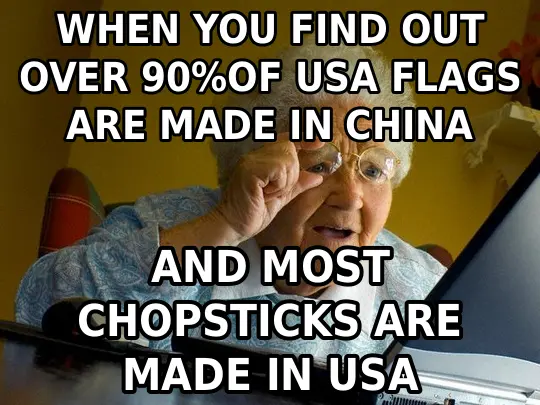 WHEN YOU FIND OUT
OVER 90%OF USA FLAGS
ARE MADE IN CHINA
AND MOST
CHOPSTICKS ARE
MADE IN USA